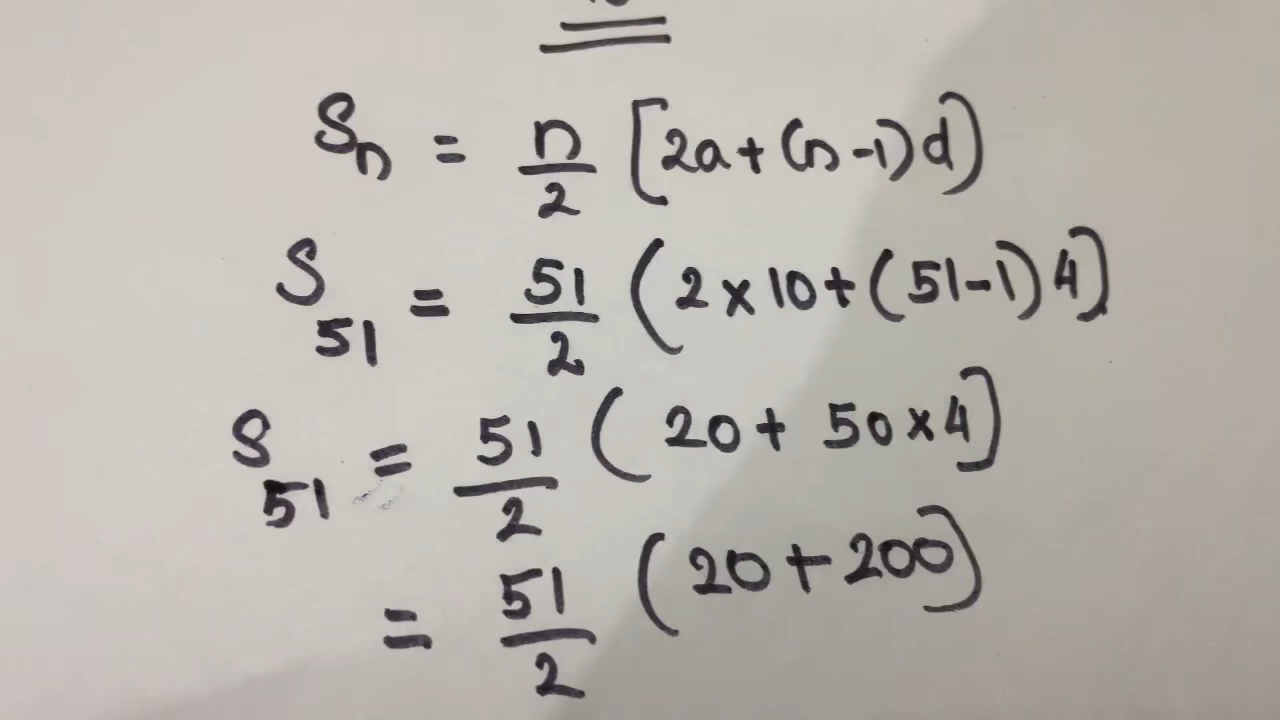 Sn = n/2 [2a+(n-1)d)
S51 = 51/2 (2×10+(51-1)4]
S51 = 51/2 (20+ 50×4]
= 51/2 (20+200]